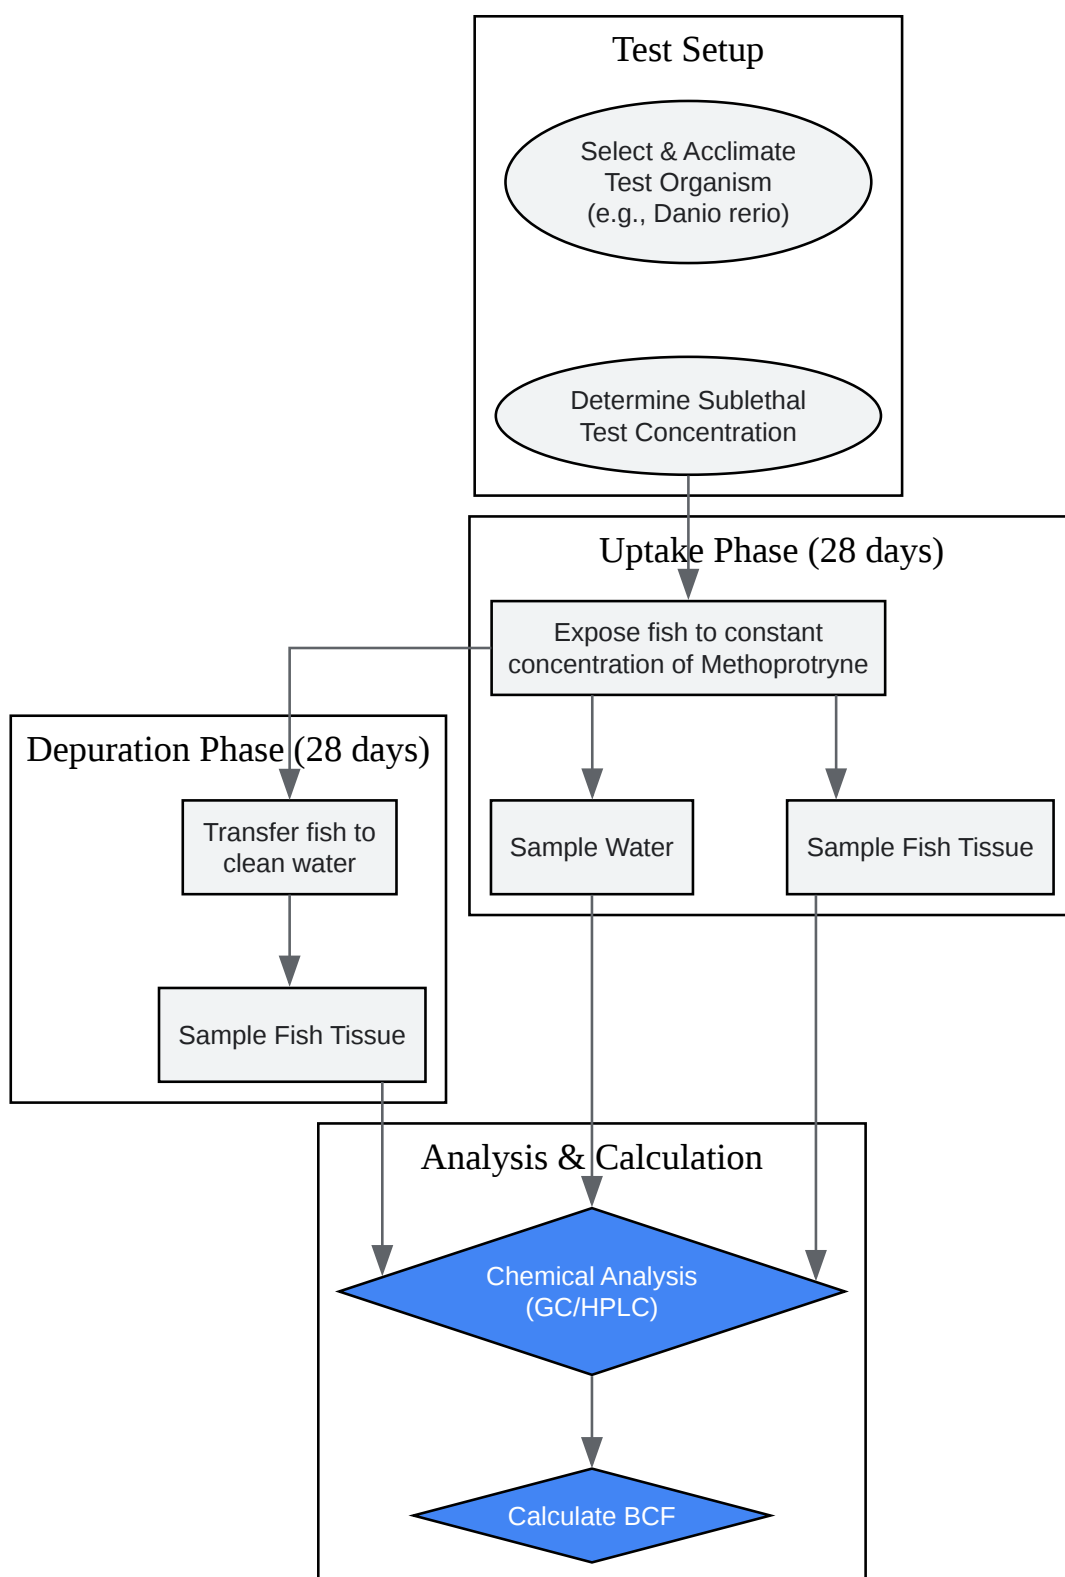 Test Setup
Select & Acclimate
Test Organism
(e.g., Danio rerio)
Determine Sublethal
Test Concentration
Uptake Phase (28 days)
Expose fish to constant
concentration of Methoprotryne
Depuration Phase (28 days)
Transfer fish to
clean water
Sample Water
Sample Fish Tissue
Sample Fish Tissue
Analysis & Calculation
Chemical Analysis
(GC/HPLC)
Calculate BCF